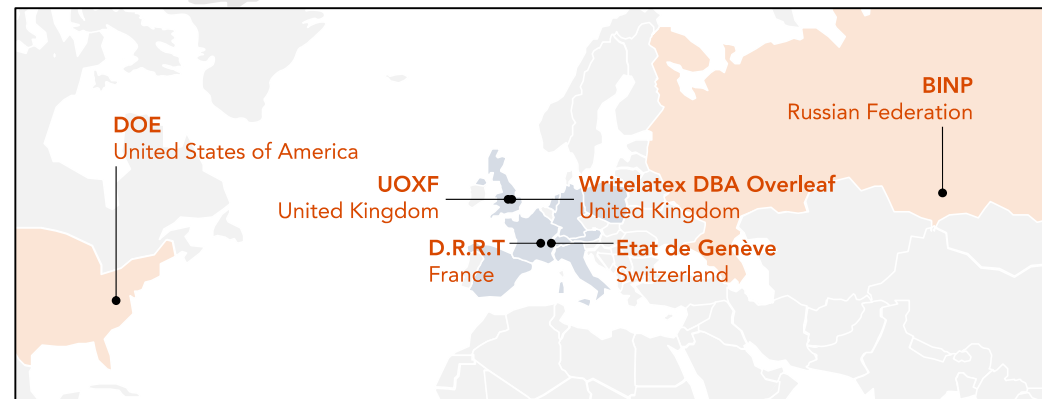 BINP
Russian Federation
DOE
United States of America
UOXF
United Kingdom
Writelatex DBA Overleaf
United Kingdom
D.R.R.T
France
Etat de Genève
Switzerland